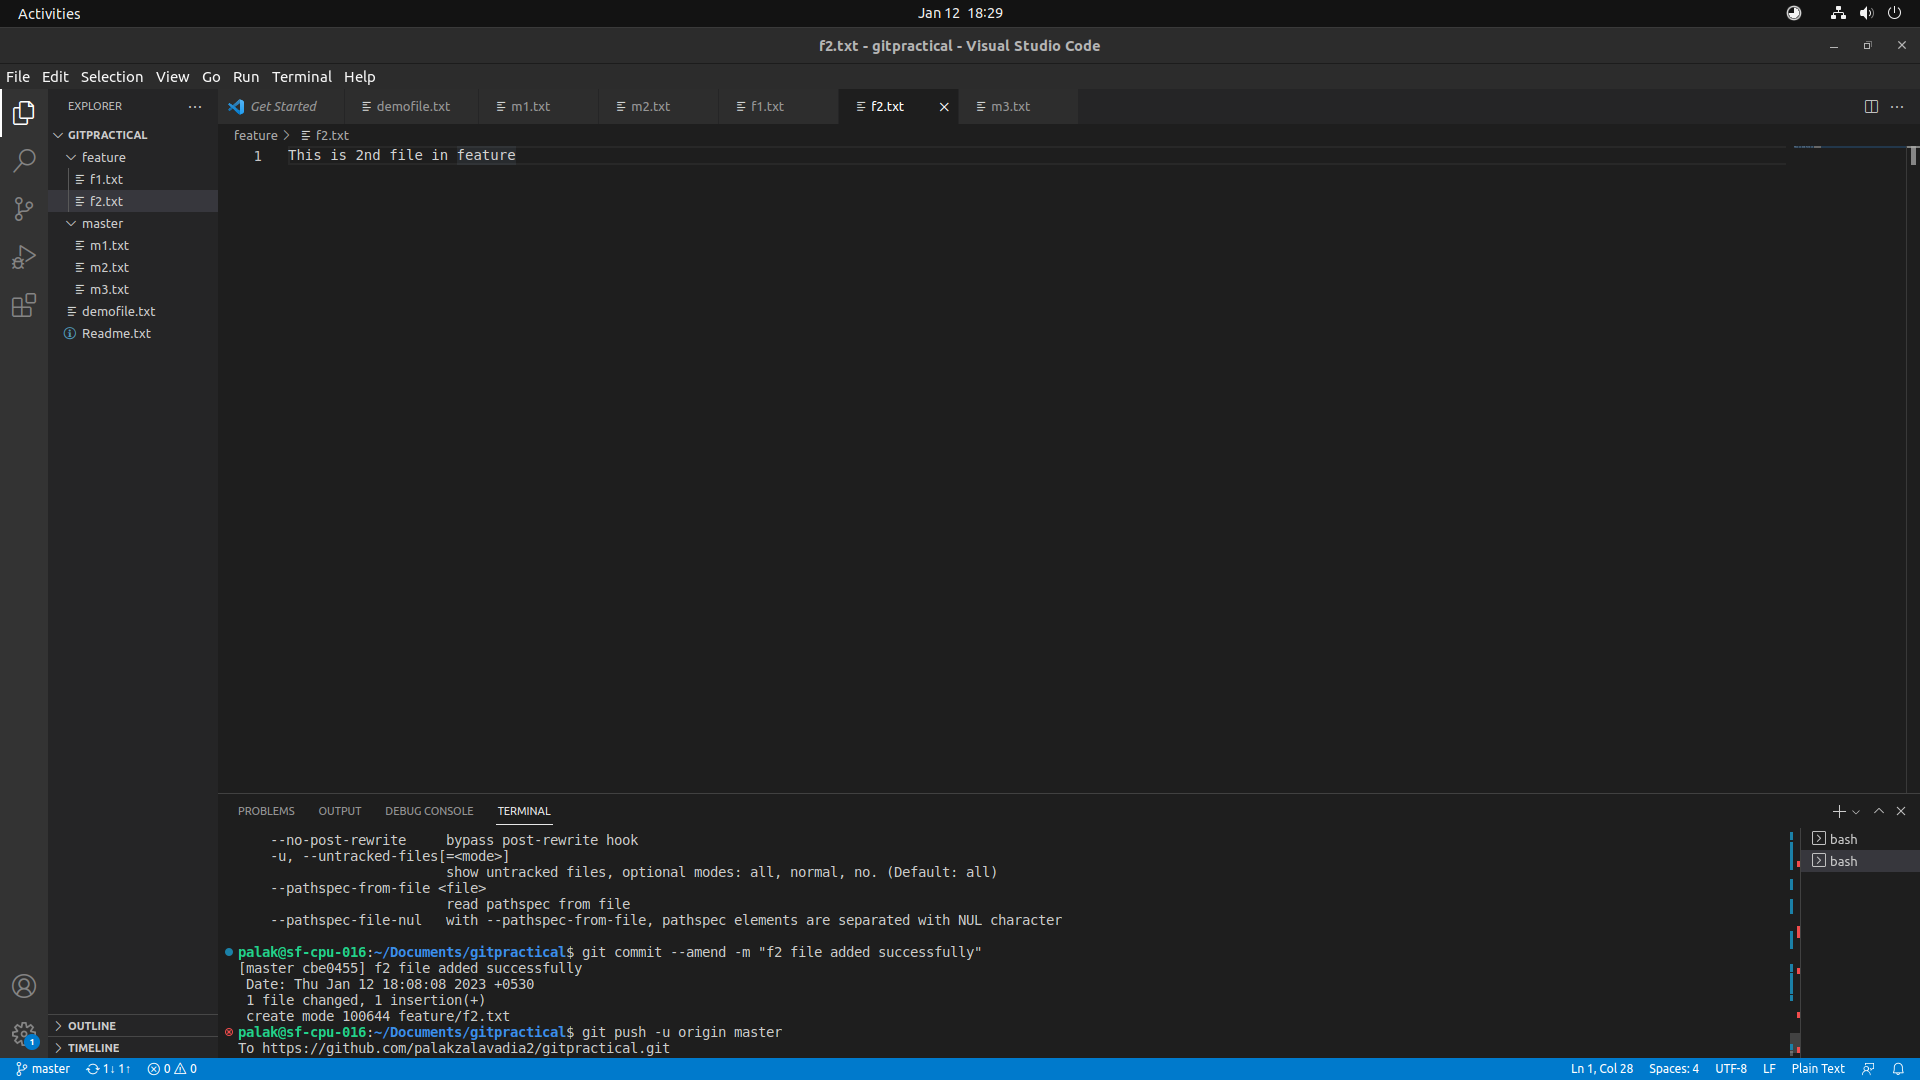 Activities
Jan 12 18:29
f2.txt - gitpractical - Visual Studio Code
File Edit Selection View Go Run Terminal Help
EXPLORER
GITPRACTICAL
feature
f1.txt
f2.txt
master
m1.txt
m2.txt
m3.txt
demofile.txt
Readme.txt
OUTLINE
TIMELINE
Get Started demofile.txt m1.txt m2.txt f1.txt f2.txt m3.txt
feature > f2.txt
1 This is 2nd file in feature
PROBLEMS OUTPUT DEBUG CONSOLE TERMINAL
--no-post-rewrite bypass post-rewrite hook
-u, --untracked-files[=<mode>]
show untracked files, optional modes: all, normal, no. (Default: all)
--pathspec-from-file <file>
read pathspec from file
--pathspec-file-nul with --pathspec-from-file, pathspec elements are separated with NUL character
palak@sf-cpu-016:~/Documents/gitpractical$ git commit --amend -m "f2 file added successfully"
[master cbe0455] f2 file added successfully
Date: Thu Jan 12 18:08:08 2023 +0530
1 file changed, 1 insertion(+)
create mode 100644 feature/f2.txt
palak@sf-cpu-016:~/Documents/gitpractical$ git push -u origin master
To https://github.com/palakzalavadia2/gitpractical.git
bash
bash
1
master 1↓ 1↑ 0 0
Ln 1, Col 28 Spaces: 4 UTF-8 LF Plain Text